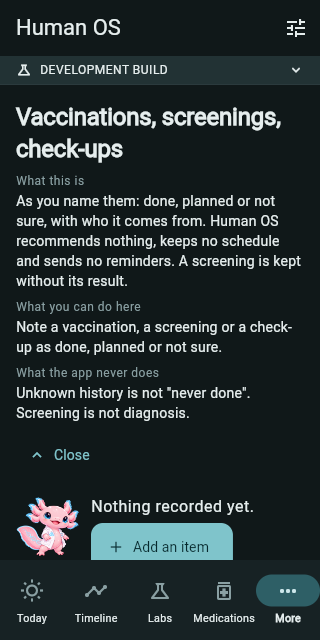 Human OS
DEVELOPMENT BUILD
Vaccinations, screenings,
check-ups
What this is
As you name them: done, planned or not
sure, with who it comes from. Human OS
recommends nothing, keeps no schedule
and sends no reminders. A screening is kept
without its result.
What you can do here
Note a vaccination, a screening or a check-
up as done, planned or not sure.
What the app never does
Unknown history is not "never done".
Screening is not diagnosis.
Close
Nothing recorded yet.
Add an item
Today
Timeline
Labs
Medications
More